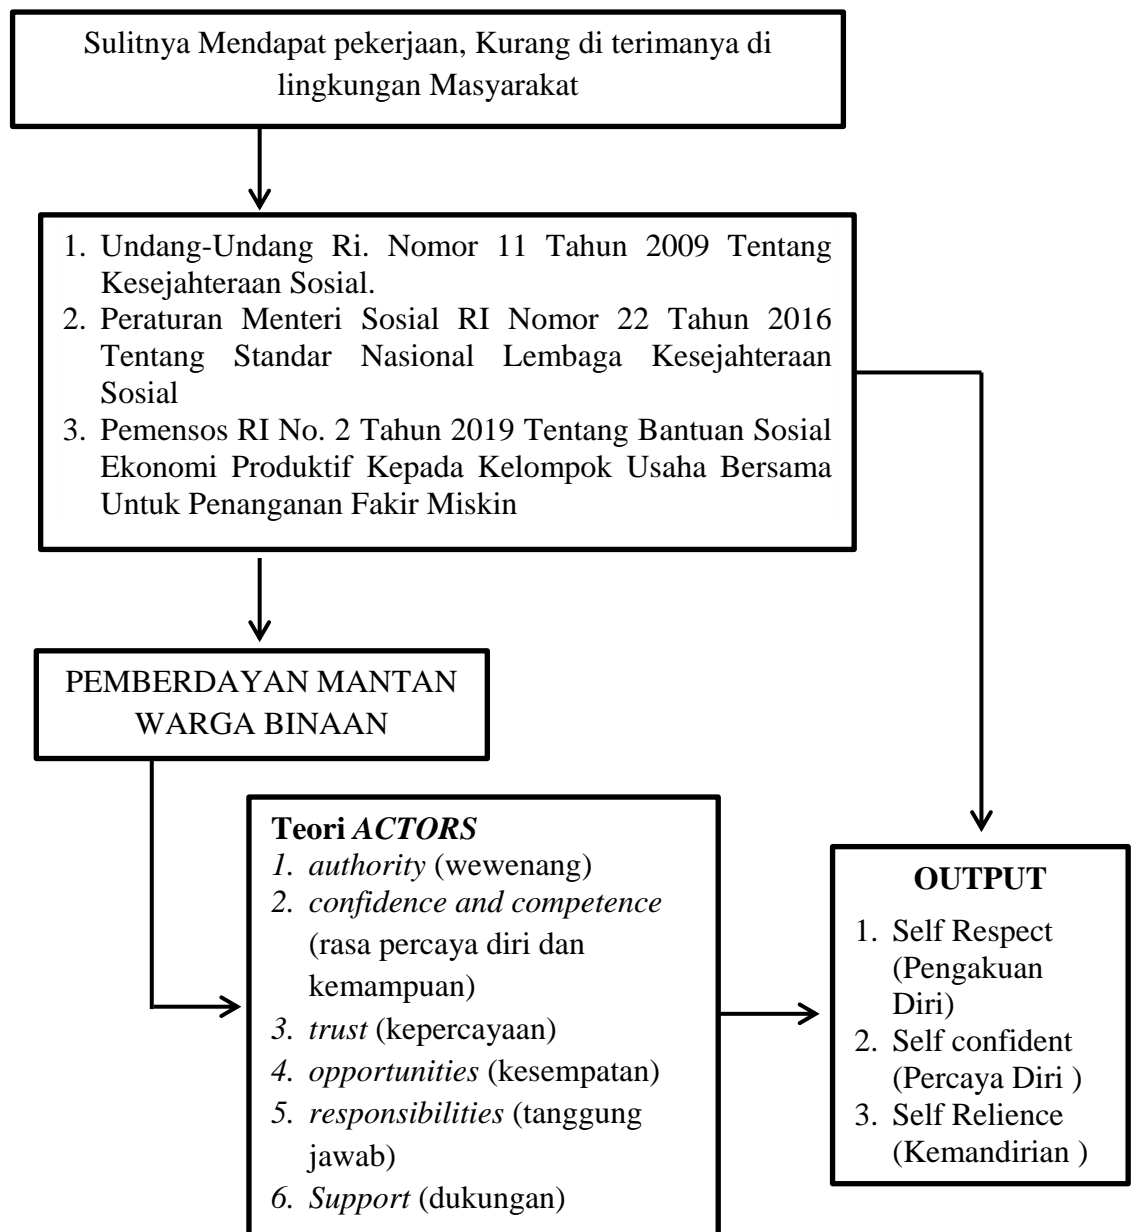 Sulitnya Mendapat pekerjaan, Kurang di terimanya di
lingkungan Masyarakat
1. Undang-Undang Ri. Nomor 11 Tahun 2009 Tentang
Kesejahteraan Sosial.
2. Peraturan Menteri Sosial RI Nomor 22 Tahun 2016
Tentang Standar Nasional Lembaga Kesejahteraan
Sosial
3. Pemensos RI No. 2 Tahun 2019 Tentang Bantuan Sosial
Ekonomi Produktif Kepada Kelompok Usaha Bersama
Untuk Penanganan Fakir Miskin
PEMBERDAYAN MANTAN
WARGA BINAAN
Teori ACTORS
1. authority (wewenang)
2. confidence and competence
(rasa percaya diri dan
kemampuan)
3. trust (kepercayaan)
4. opportunities (kesempatan)
5. responsibilities (tanggung
jawab)
6. Support (dukungan)
OUTPUT
1. Self Respect
(Pengakuan
Diri)
2. Self confident
(Percaya Diri )
3. Self Relience
(Kemandirian )